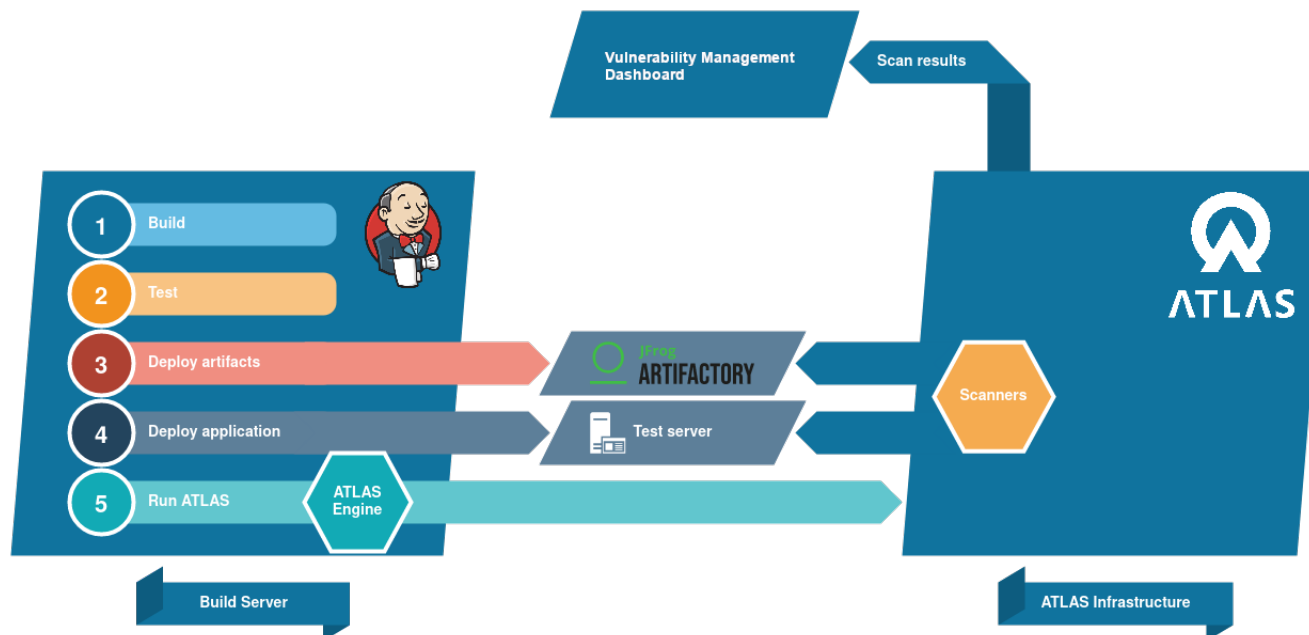 Vulnerability Management
Dashboard
Scan results
1
Build
2
Test
3
Deploy artifacts
4
Deploy application
5
Run ATLAS
ATLAS
Engine
JFrog
ARTIFACTORY
Test server
Scanners
ATLAS
Build Server
ATLAS Infrastructure